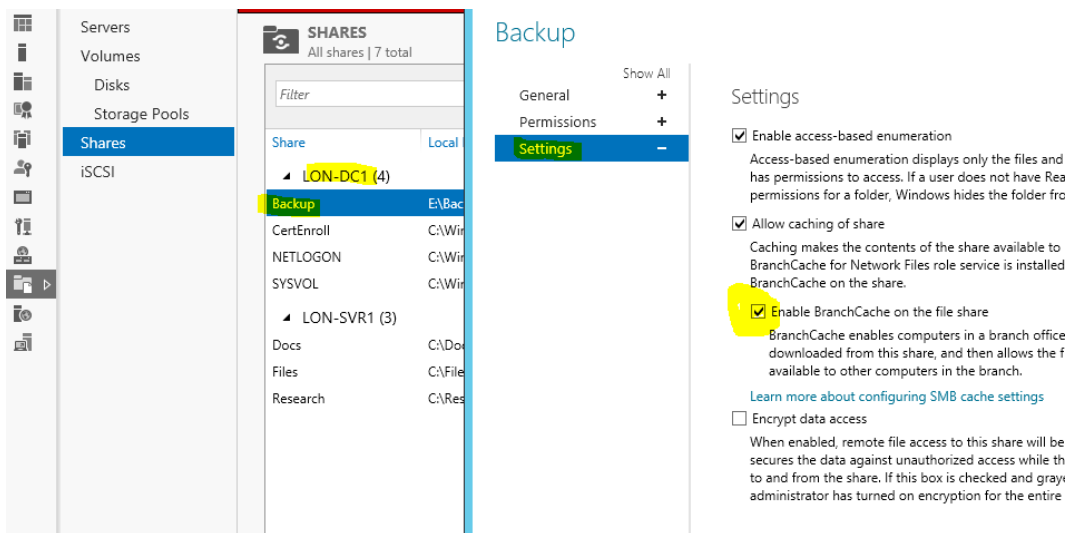 Servers
Volumes
Disks
Storage Pools
Shares
iSCSI
SHARES
All shares | 7 total
Filter
Share Local
LON-DC1 (4)
Backup E:\Bac
CertEnroll C:\Wir
NETLOGON C:\Wir
SYSVOL C:\Wir
LON-SVR1 (3)
Docs C:\Do
Files C:\File
Research C:\Res
Backup
Show All
General +
Permissions +
Settings −
Settings
Enable access-based enumeration
Access-based enumeration displays only the files and
has permissions to access. If a user does not have Rea
permissions for a folder, Windows hides the folder fro
Allow caching of share
Caching makes the contents of the share available to
BranchCache for Network Files role service is installed
BranchCache on the share.
Enable BranchCache on the file share
BranchCache enables computers in a branch office
downloaded from this share, and then allows the f
available to other computers in the branch.
Learn more about configuring SMB cache settings
Encrypt data access
When enabled, remote file access to this share will be
secures the data against unauthorized access while th
to and from the share. If this box is checked and graye
administrator has turned on encryption for the entire